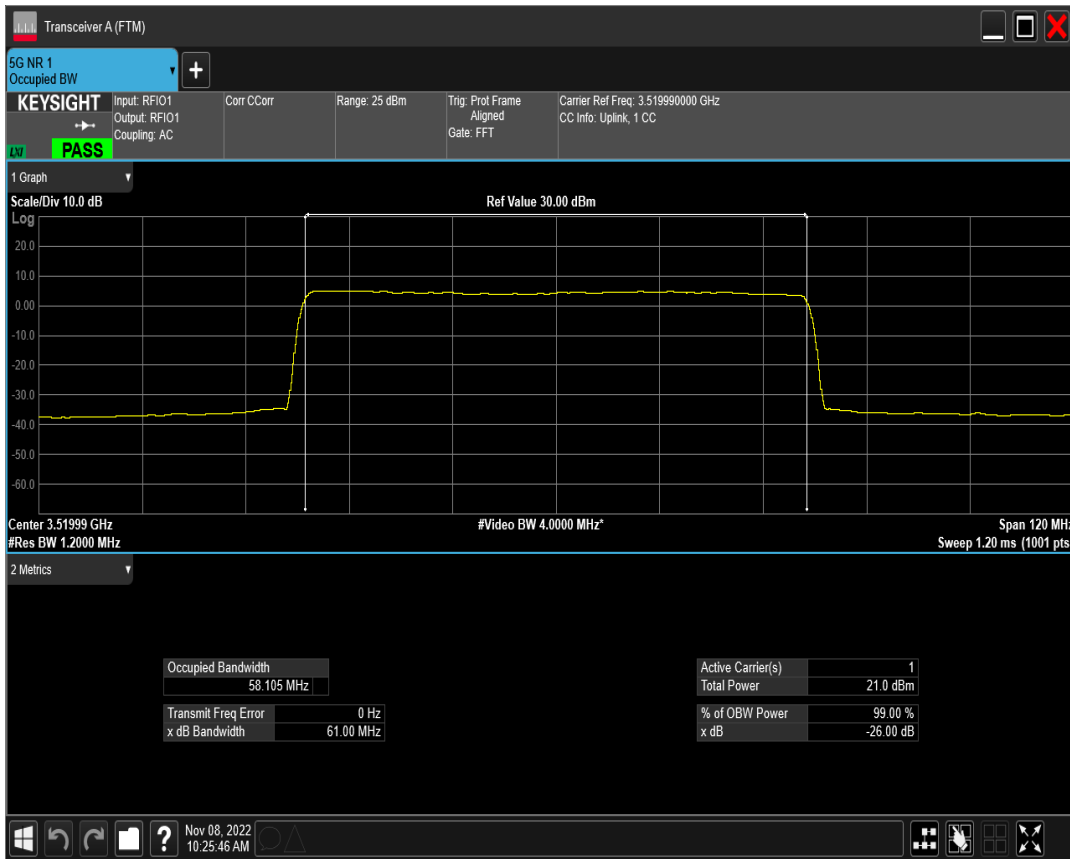 Transceiver A (FTM)
5G NR 1
Occupied BW
+
KEYSIGHT
LXI
PASS
Input: RFIO1
Output: RFIO1
Coupling: AC
Corr CCorr
Range: 25 dBm
Trig: Prot Frame
Aligned
Gate: FFT
Carrier Ref Freq: 3.519990000 GHz
CC Info: Uplink, 1 CC
1 Graph
Scale/Div 10.0 dB
Ref Value 30.00 dBm
Log
20.0
10.0
0.00
-10.0
-20.0
-30.0
-40.0
-50.0
-60.0
Center 3.51999 GHz
#Video BW 4.0000 MHz*
Span 120 MHz
#Res BW 1.2000 MHz
Sweep 1.20 ms (1001 pts
2 Metrics
Occupied Bandwidth
58.105 MHz
Transmit Freq Error 0 Hz
x dB Bandwidth 61.00 MHz
Active Carrier(s) 1
Total Power 21.0 dBm
% of OBW Power 99.00 %
x dB -26.00 dB
?
Nov 08, 2022
10:25:46 AM